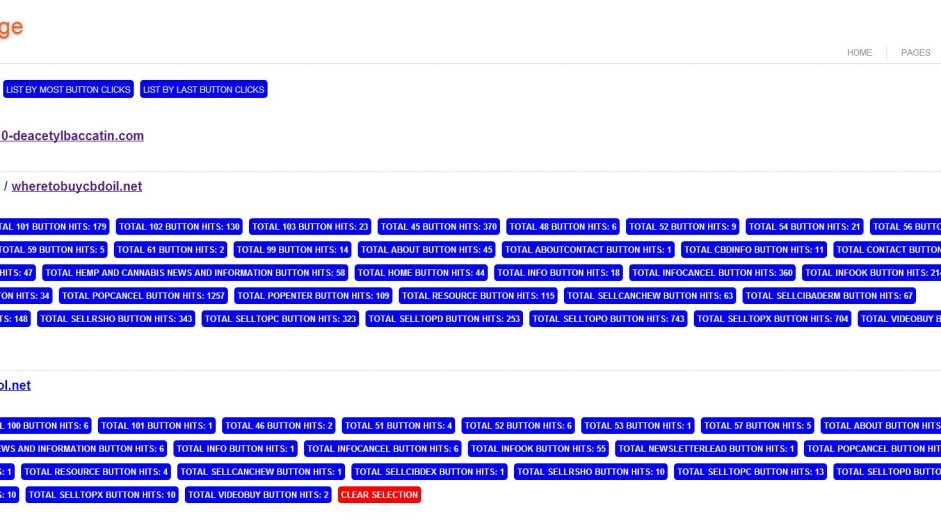 ge
HOME PAGES
LIST BY MOST BUTTON CLICKS LIST BY LAST BUTTON CLICKS
0-deacetylbaccatin.com
/ wheretobuycbdoil.net
TAL 101 BUTTON HITS: 179 TOTAL 102 BUTTON HITS: 130 TOTAL 103 BUTTON HITS: 23 TOTAL 45 BUTTON HITS: 370 TOTAL 48 BUTTON HITS: 6 TOTAL 52 BUTTON HITS: 9 TOTAL 54 BUTTON HITS: 21 TOTAL 56 BUTTO
TOTAL 59 BUTTON HITS: 5 TOTAL 61 BUTTON HITS: 2 TOTAL 99 BUTTON HITS: 14 TOTAL ABOUT BUTTON HITS: 45 TOTAL ABOUTCONTACT BUTTON HITS: 1 TOTAL CBDINFO BUTTON HITS: 11 TOTAL CONTACT BUTTON
HITS: 47 TOTAL HEMP AND CANNABIS NEWS AND INFORMATION BUTTON HITS: 58 TOTAL HOME BUTTON HITS: 44 TOTAL INFO BUTTON HITS: 18 TOTAL INFOCANCEL BUTTON HITS: 360 TOTAL INFOOK BUTTON HITS: 214
ON HITS: 34 TOTAL POPCANCEL BUTTON HITS: 1257 TOTAL POPENTER BUTTON HITS: 109 TOTAL RESOURCE BUTTON HITS: 115 TOTAL SELLCANCHEW BUTTON HITS: 63 TOTAL SELLCIBADERM BUTTON HITS: 67
TS: 148 TOTAL SELLRSHO BUTTON HITS: 343 TOTAL SELLTOPC BUTTON HITS: 323 TOTAL SELLTOPD BUTTON HITS: 253 TOTAL SELLTOPO BUTTON HITS: 743 TOTAL SELLTOPX BUTTON HITS: 704 TOTAL VIDEOBUY B
ol.net
L 100 BUTTON HITS: 6 TOTAL 101 BUTTON HITS: 1 TOTAL 46 BUTTON HITS: 2 TOTAL 51 BUTTON HITS: 4 TOTAL 52 BUTTON HITS: 6 TOTAL 53 BUTTON HITS: 1 TOTAL 57 BUTTON HITS: 5 TOTAL ABOUT BUTTON HITS
EWS AND INFORMATION BUTTON HITS: 6 TOTAL INFO BUTTON HITS: 1 TOTAL INFOCANCEL BUTTON HITS: 6 TOTAL INFOOK BUTTON HITS: 55 TOTAL NEWSLETTERLEAD BUTTON HITS: 1 TOTAL POPCANCEL BUTTON HIT
S: 1 TOTAL RESOURCE BUTTON HITS: 4 TOTAL SELLCANCHEW BUTTON HITS: 1 TOTAL SELLCIBDEX BUTTON HITS: 1 TOTAL SELLRSHO BUTTON HITS: 10 TOTAL SELLTOPC BUTTON HITS: 13 TOTAL SELLTOPD BUTTO
S: 10 TOTAL SELLTOPX BUTTON HITS: 10 TOTAL VIDEOBUY BUTTON HITS: 2 CLEAR SELECTION